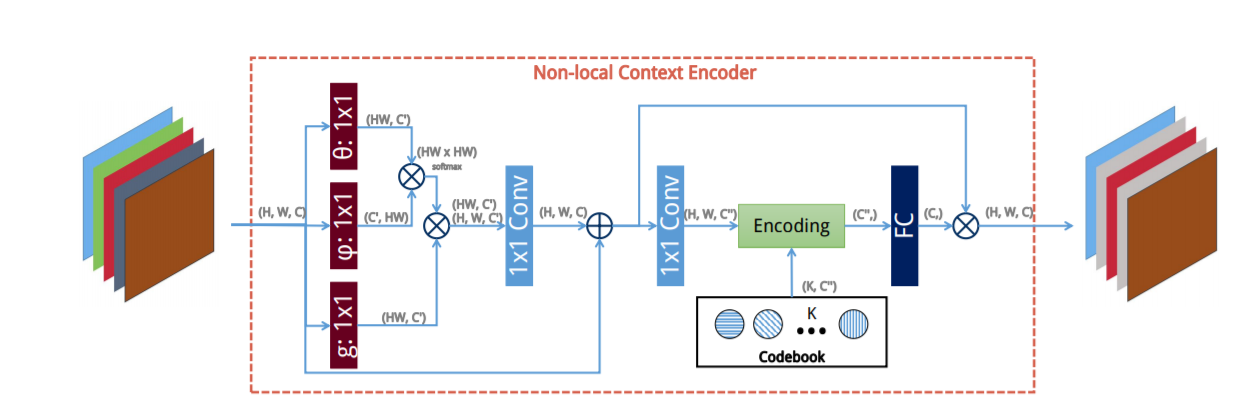 Non-local Context Encoder
(H, W, C)
θ: 1x1
(HW, C')
(HW x HW)
softmax
φ: 1x1
(C', HW)
g: 1x1
(HW, C')
(HW, C')
(H, W, C')
1x1 Conv
(H, W, C)
1x1 Conv
(H, W, C")
Encoding
(C",)
FC
(C,)
(H, W, C)
(K, C")
K
Codebook